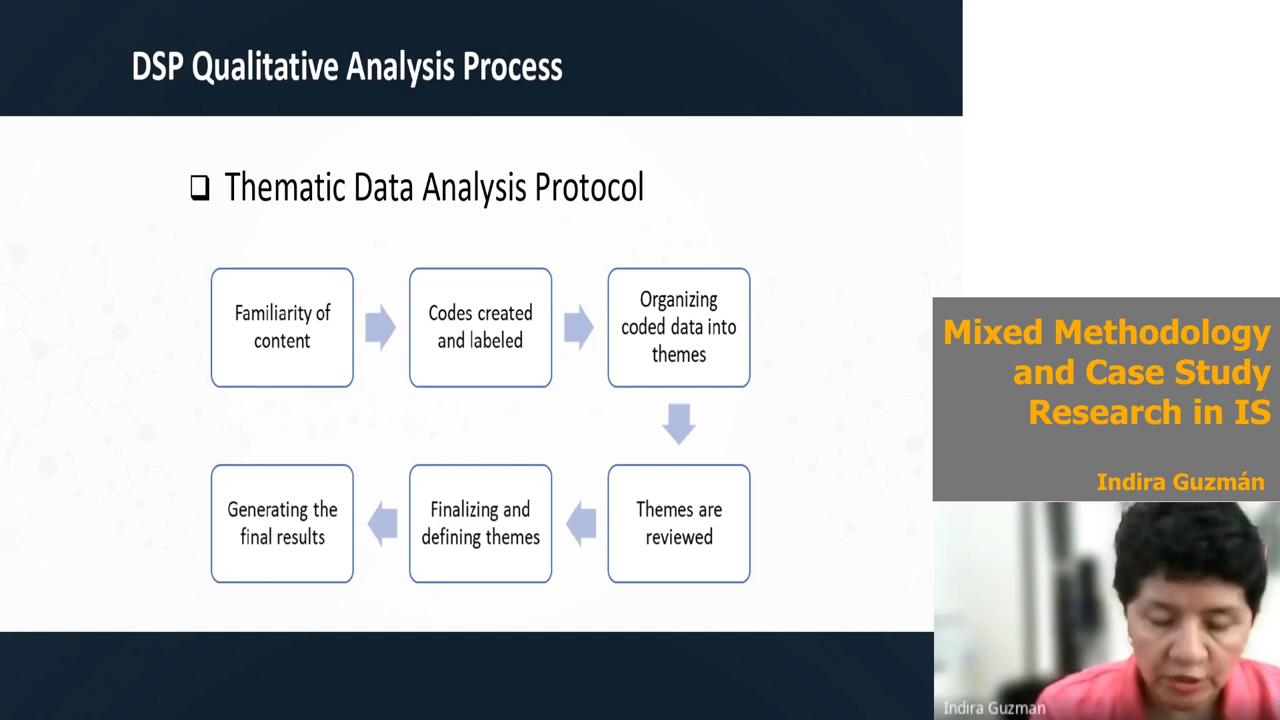 DSP Qualitative Analysis Process
❑ Thematic Data Analysis Protocol
Familiarity of
content
Codes created
and labeled
Organizing
coded data into
themes
Generating the
final results
Finalizing and
defining themes
Themes are
reviewed
Mixed Methodology
and Case Study
Research in IS
Indira Guzmán
Indira Guzman